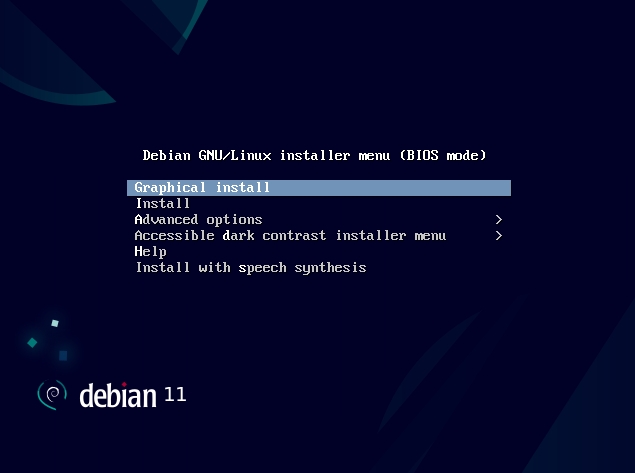 Debian GNU/Linux installer menu (BIOS mode)
Graphical install
Install
Advanced options >
Accessible dark contrast installer menu >
Help
Install with speech synthesis
debian 11